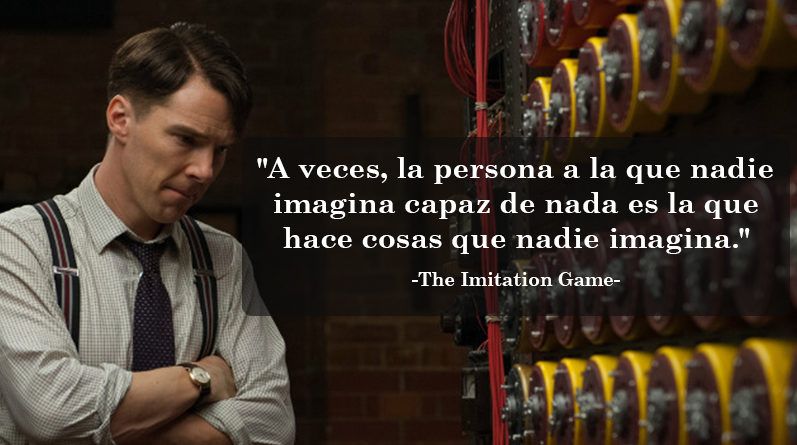 "A veces, la persona a la que nadie
imagina capaz de nada es la que
hace cosas que nadie imagina."
-The Imitation Game-